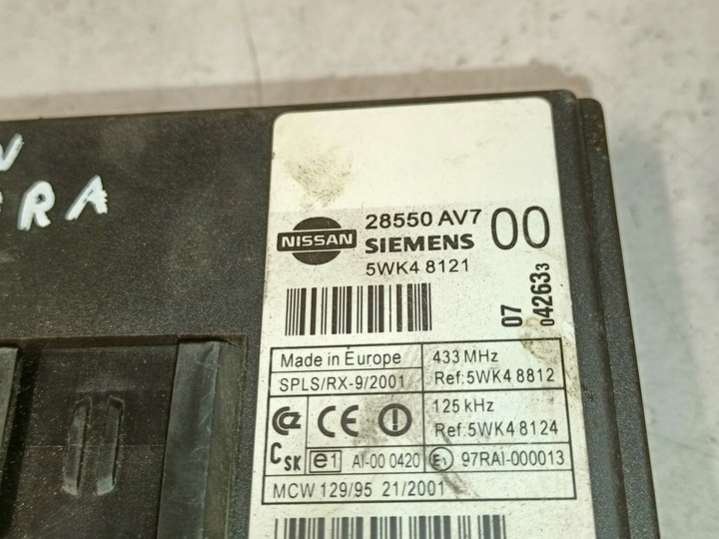 28550 AV7 00
NISSAN SIEMENS
5WK4 8121
07
042633
Made in Europe 433 MHz
SPLS/RX-9/2001 Ref:5WK4 8812
CE 125 kHz
Ref:5WK4 8124
CSK e1 AI-00 0420 E1 97RAI-000013
MCW 129/95 21/2001